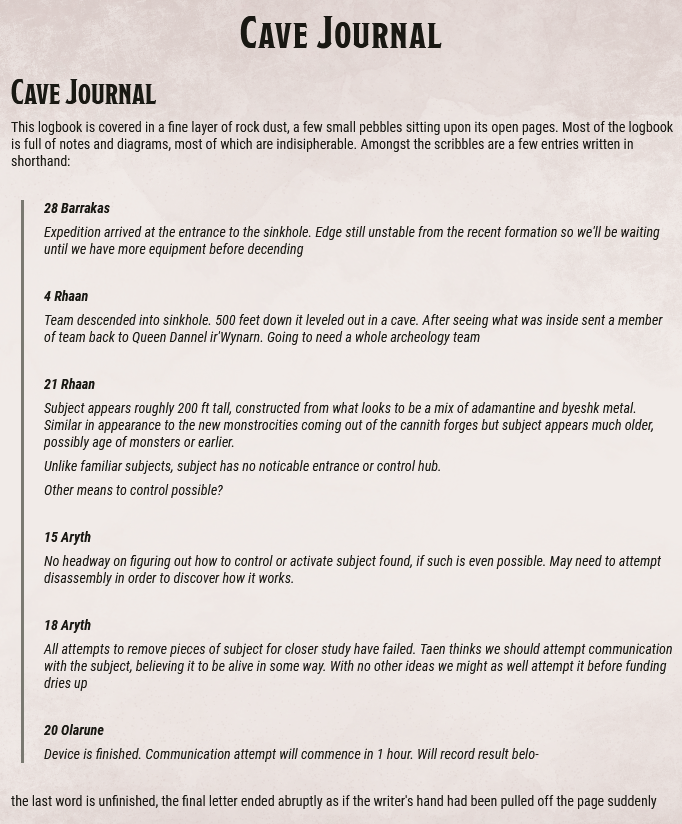 Cave Journal
Cave Journal
This logbook is covered in a fine layer of rock dust, a few small pebbles sitting upon its open pages. Most of the logbook
is full of notes and diagrams, most of which are indisipherable. Amongst the scribbles are a few entries written in
shorthand:
28 Barrakas
Expedition arrived at the entrance to the sinkhole. Edge still unstable from the recent formation so we'll be waiting
until we have more equipment before decending
4 Rhaan
Team descended into sinkhole. 500 feet down it leveled out in a cave. After seeing what was inside sent a member
of team back to Queen Dannel ir'Wynarn. Going to need a whole archeology team
21 Rhaan
Subject appears roughly 200 ft tall, constructed from what looks to be a mix of adamantine and byeshk metal.
Similar in appearance to the new monstrocities coming out of the cannith forges but subject appears much older,
possibly age of monsters or earlier.
Unlike familiar subjects, subject has no noticable entrance or control hub.
Other means to control possible?
15 Aryth
No headway on figuring out how to control or activate subject found, if such is even possible. May need to attempt
disassembly in order to discover how it works.
18 Aryth
All attempts to remove pieces of subject for closer study have failed. Taen thinks we should attempt communication
with the subject, believing it to be alive in some way. With no other ideas we might as well attempt it before funding
dries up
20 Olarune
Device is finished. Communication attempt will commence in 1 hour. Will record result belo-
the last word is unfinished, the final letter ended abruptly as if the writer's hand had been pulled off the page suddenly